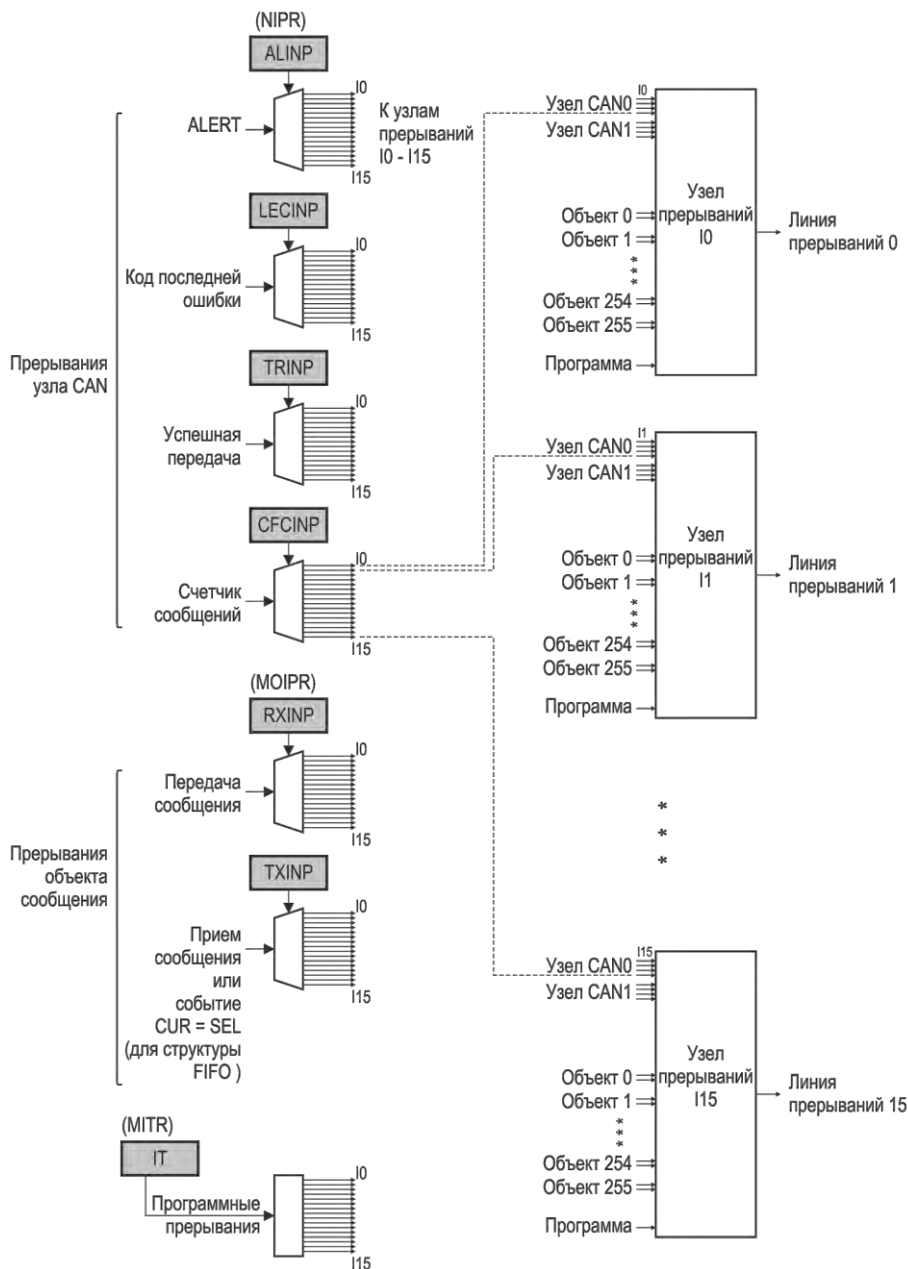 (NIPR)
ALINP
I0
ALERT
К узлам
прерываний
I0 - I15
I15
LECINP
I0
Код последней
ошибки
I15
Прерывания
узла CAN
TRINP
I0
Успешная
передача
I15
CFCINP
I0
Счетчик
сообщений
I15
(MOIPR)
RXINP
I0
Передача
сообщения
I15
Прерывания
объекта
сообщения
TXINP
I0
Прием
сообщения
или
событие
CUR = SEL
(для структуры
FIFO )
I15
(MITR)
IT
I0
Программные
прерывания
I15
I0
Узел CAN0
Узел CAN1
Объект 0
Объект 1
***
Объект 254
Объект 255
Программа
Узел
прерываний
I0
Линия
прерываний 0
I1
Узел CAN0
Узел CAN1
Объект 0
Объект 1
***
Объект 254
Объект 255
Программа
Узел
прерываний
I1
Линия
прерываний 1
*
*
*
I15
Узел CAN0
Узел CAN1
Объект 0
Объект 1
***
Объект 254
Объект 255
Программа
Узел
прерываний
I15
Линия
прерываний 15